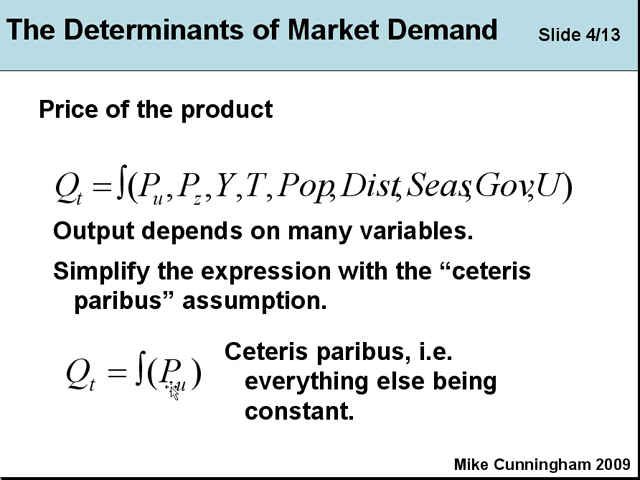 The Determinants of Market Demand
Slide 4/13
Price of the product
Qt = ∫(Pu, Pz, Y, T, Pop, Dist, Seas, Gov, U)
Output depends on many variables.
Simplify the expression with the “ceteris
paribus” assumption.
Qt = ∫(Pu)
Ceteris paribus, i.e.
everything else being
constant.
Mike Cunningham 2009